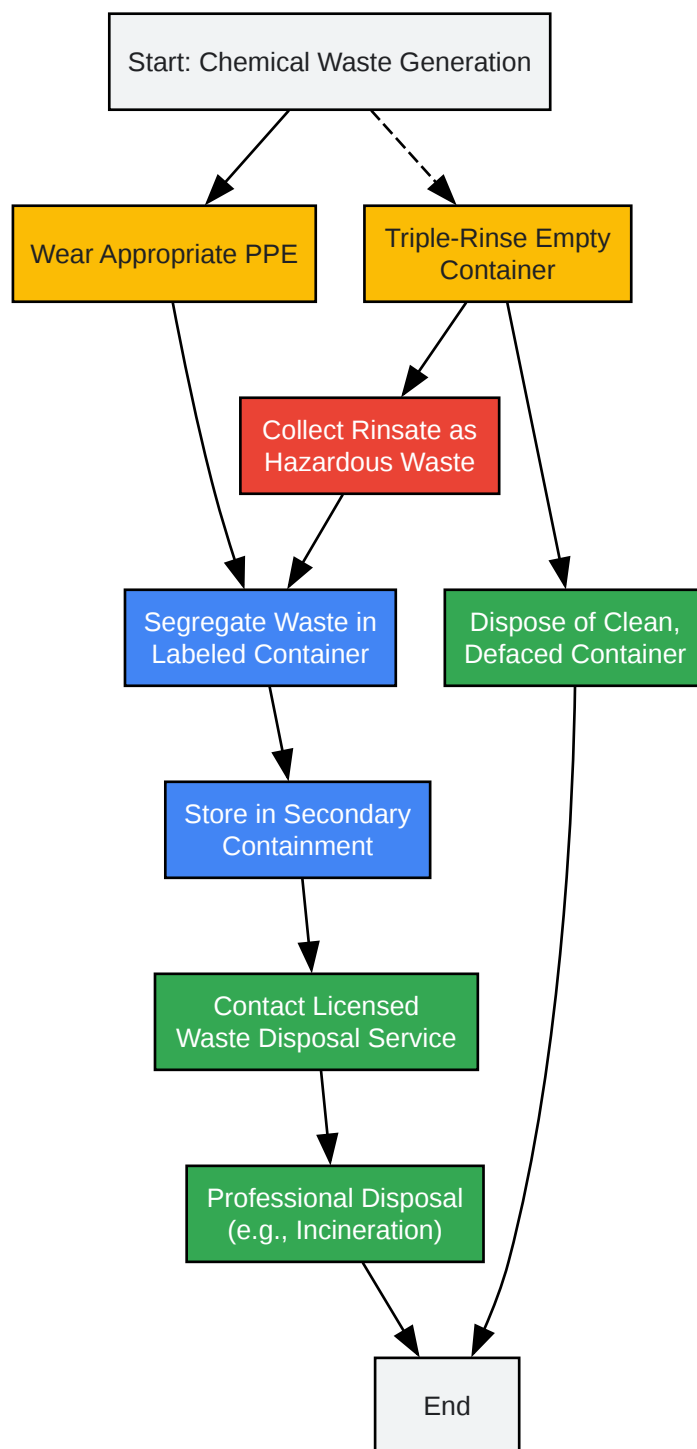 Start: Chemical Waste Generation
Wear Appropriate PPE
Triple-Rinse Empty
Container
Collect Rinsate as
Hazardous Waste
Segregate Waste in
Labeled Container
Dispose of Clean,
Defaced Container
Store in Secondary
Containment
Contact Licensed
Waste Disposal Service
Professional Disposal
(e.g., Incineration)
End